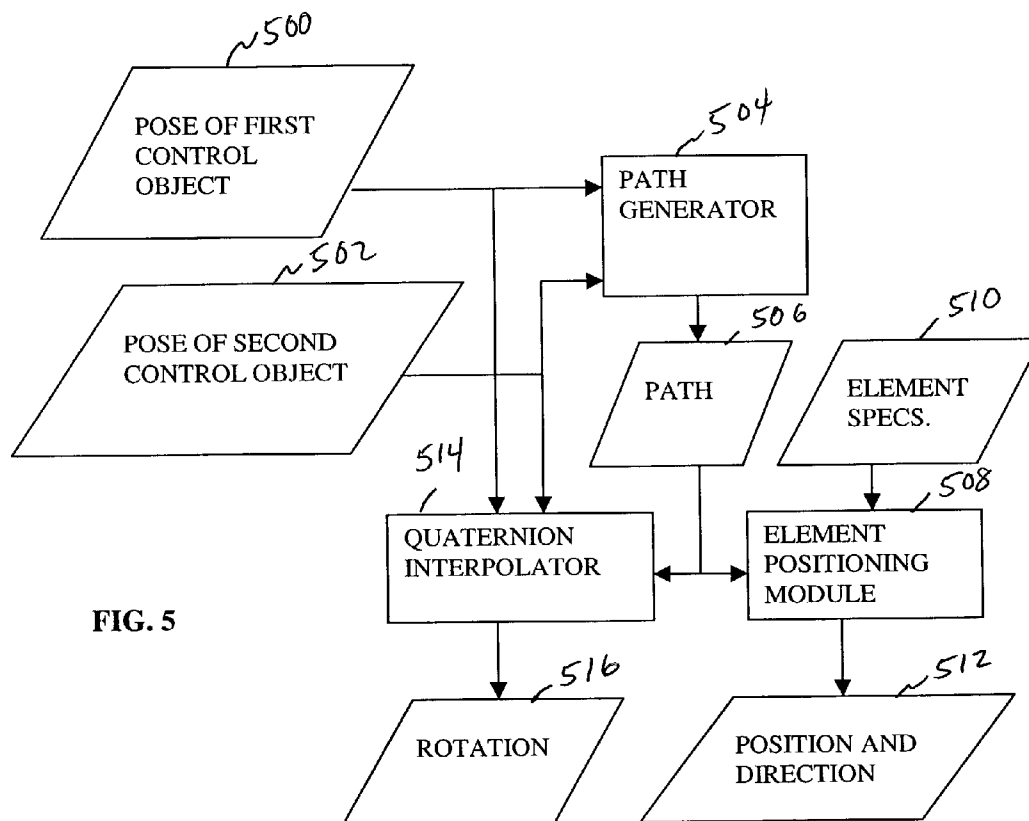 500
POSE OF FIRST
CONTROL
OBJECT
504
PATH
GENERATOR
502
POSE OF SECOND
CONTROL OBJECT
506
PATH
510
ELEMENT
SPECS.
514
QUATERNION
INTERPOLATOR
508
ELEMENT
POSITIONING
MODULE
FIG. 5
516
ROTATION
512
POSITION AND
DIRECTION